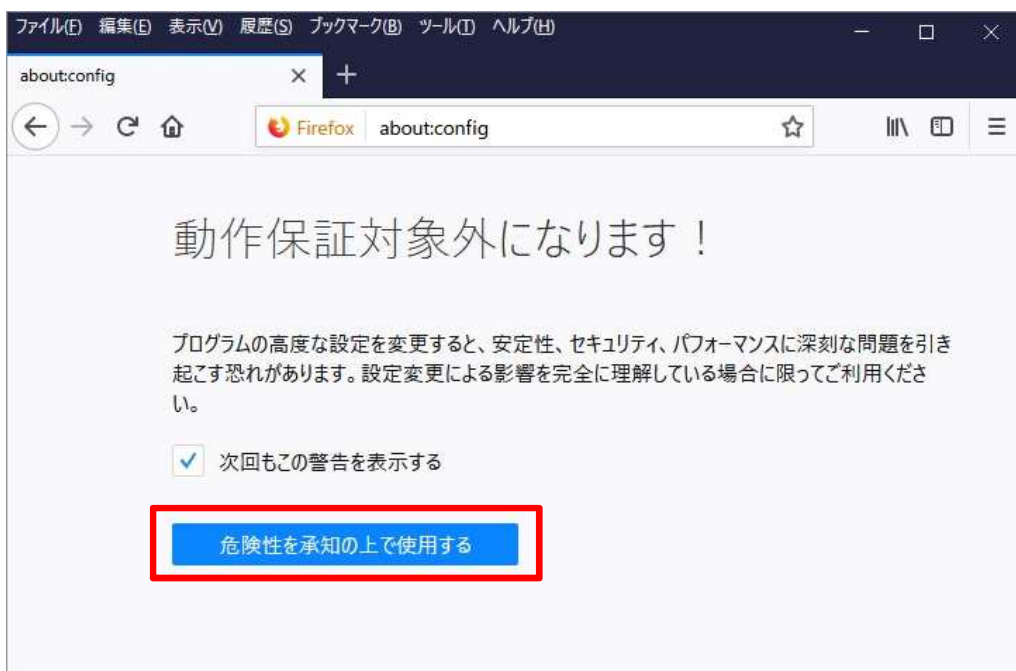 ファイル(F) 編集(E) 表示(V) 履歴(S) ブックマーク(B) ツール(T) ヘルプ(H)
about:config
Firefox about:config
動作保証対象外になります！
プログラムの高度な設定を変更すると、安定性、セキュリティ、パフォーマンスに深刻な問題を引き
起こす恐れがあります。設定変更による影響を完全に理解している場合に限ってご利用くださ
い。
次回もこの警告を表示する
危険性を承知の上で使用する